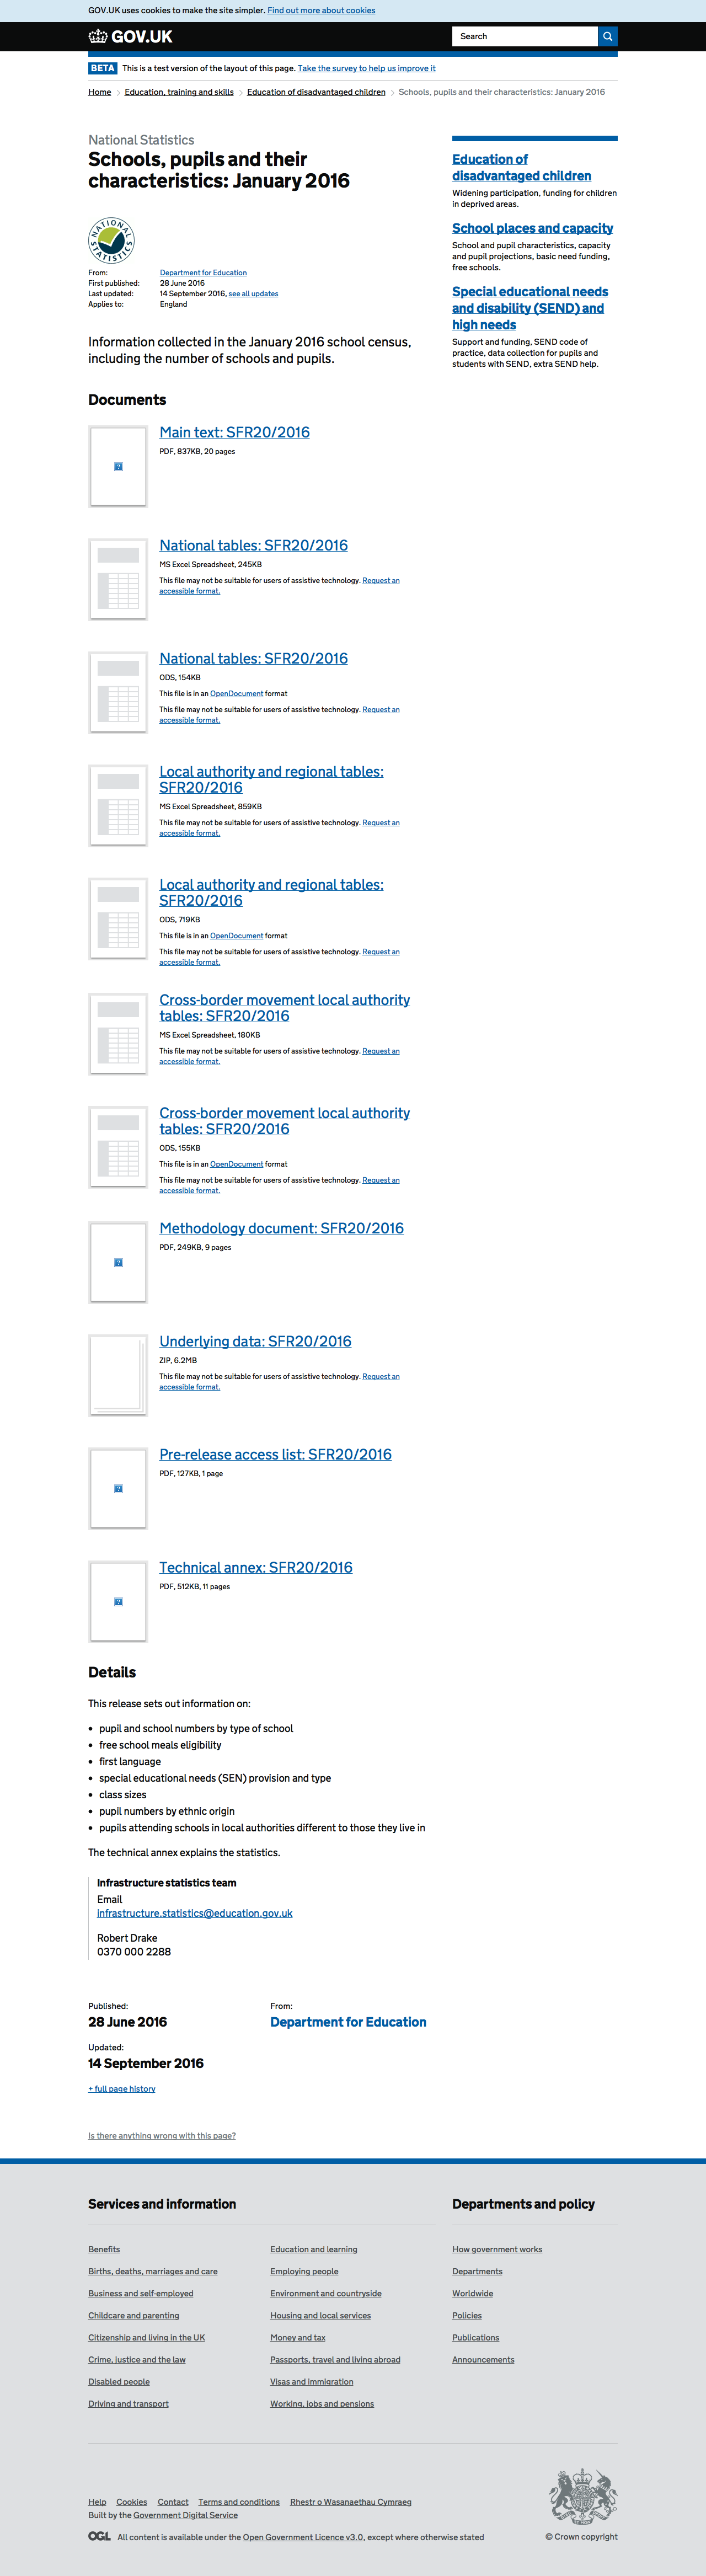 GOV.UK uses cookies to make the site simpler. Find out more about cookies
GOV.UK
Search
BETA This is a test version of the layout of this page. Take the survey to help us improve it
Home Education, training and skills Education of disadvantaged children Schools, pupils and their characteristics: January 2016
National Statistics
Schools, pupils and their
characteristics: January 2016
NATIONAL STATISTICS
From: Department for Education
First published: 28 June 2016
Last updated: 14 September 2016, see all updates
Applies to: England
Information collected in the January 2016 school census,
including the number of schools and pupils.
Education of
disadvantaged children
Widening participation, funding for children
in deprived areas.
School places and capacity
School and pupil characteristics, capacity
and pupil projections, basic need funding,
free schools.
Special educational needs
and disability (SEND) and
high needs
Support and funding, SEND code of
practice, data collection for pupils and
students with SEND, extra SEND help.
Documents
Main text: SFR20/2016
PDF, 837KB, 20 pages
National tables: SFR20/2016
MS Excel Spreadsheet, 245KB
This file may not be suitable for users of assistive technology. Request an
accessible format.
National tables: SFR20/2016
ODS, 154KB
This file is in an OpenDocument format
This file may not be suitable for users of assistive technology. Request an
accessible format.
Local authority and regional tables:
SFR20/2016
MS Excel Spreadsheet, 859KB
This file may not be suitable for users of assistive technology. Request an
accessible format.
Local authority and regional tables:
SFR20/2016
ODS, 719KB
This file is in an OpenDocument format
This file may not be suitable for users of assistive technology. Request an
accessible format.
Cross-border movement local authority
tables: SFR20/2016
MS Excel Spreadsheet, 180KB
This file may not be suitable for users of assistive technology. Request an
accessible format.
Cross-border movement local authority
tables: SFR20/2016
ODS, 155KB
This file is in an OpenDocument format
This file may not be suitable for users of assistive technology. Request an
accessible format.
Methodology document: SFR20/2016
PDF, 249KB, 9 pages
Underlying data: SFR20/2016
ZIP, 6.2MB
This file may not be suitable for users of assistive technology. Request an
accessible format.
Pre-release access list: SFR20/2016
PDF, 127KB, 1 page
Technical annex: SFR20/2016
PDF, 512KB, 11 pages
Details
This release sets out information on:
• pupil and school numbers by type of school
• free school meals eligibility
• first language
• special educational needs (SEN) provision and type
• class sizes
• pupil numbers by ethnic origin
• pupils attending schools in local authorities different to those they live in
The technical annex explains the statistics.
Infrastructure statistics team
Email
infrastructure.statistics@education.gov.uk
Robert Drake
0370 000 2288
Published: From:
28 June 2016 Department for Education
Updated:
14 September 2016
+ full page history
Is there anything wrong with this page?
Services and information
Benefits
Births, deaths, marriages and care
Business and self-employed
Childcare and parenting
Citizenship and living in the UK
Crime, justice and the law
Disabled people
Driving and transport
Education and learning
Employing people
Environment and countryside
Housing and local services
Money and tax
Passports, travel and living abroad
Visas and immigration
Working, jobs and pensions
Departments and policy
How government works
Departments
Worldwide
Policies
Publications
Announcements
Help Cookies Contact Terms and conditions Rhestr o Wasanaethau Cymraeg
Built by the Government Digital Service
OGL All content is available under the Open Government Licence v3.0, except where otherwise stated
© Crown copyright